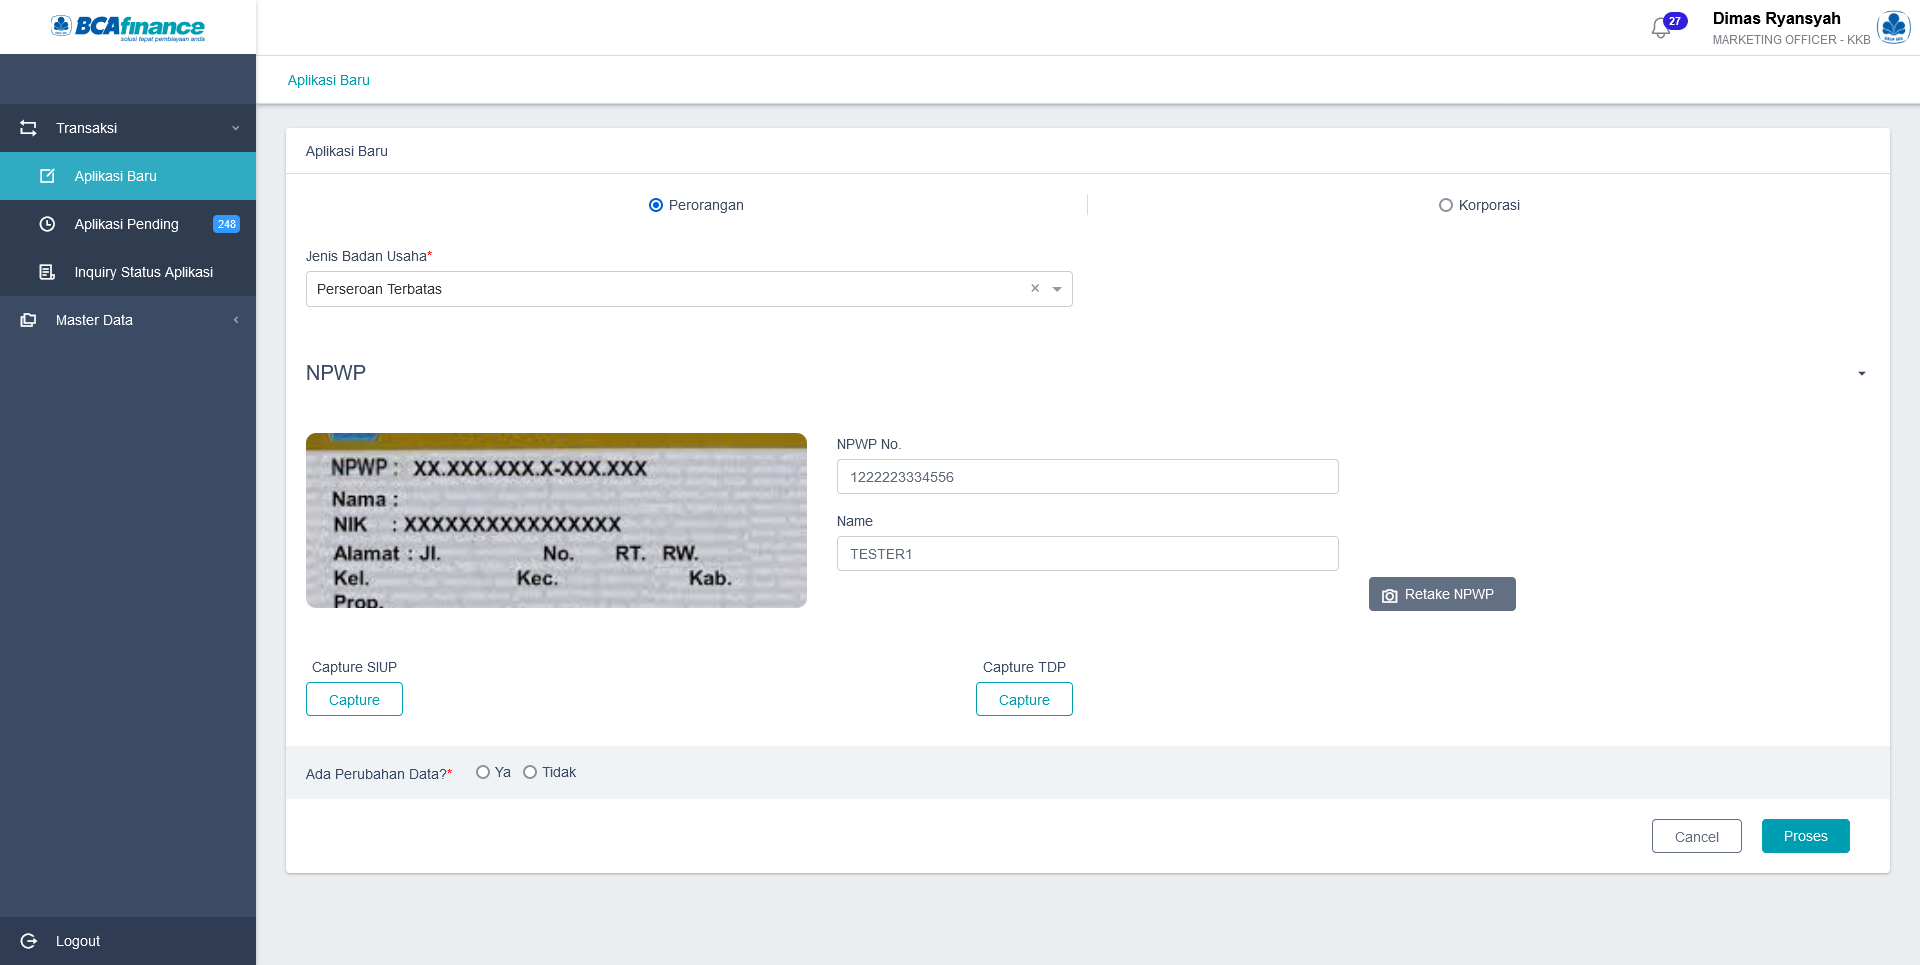 BCAfinance
solusi tepat pembiayaan anda
27
Dimas Ryansyah
MARKETING OFFICER - KKB
Aplikasi Baru
Transaksi
Aplikasi Baru
Aplikasi Pending 248
Inquiry Status Aplikasi
Master Data
Logout
Aplikasi Baru
Perorangan
Korporasi
Jenis Badan Usaha*
Perseroan Terbatas
NPWP
NPWP : XX.XXX.XXX.X-XXX.XXX
Nama :
NIK : XXXXXXXXXXXXXXXX
Alamat : Jl. No. RT. RW.
Kel. Kec. Kab.
Prop.
NPWP No.
1222223334556
Name
TESTER1
Retake NPWP
Capture SIUP
Capture
Capture TDP
Capture
Ada Perubahan Data?* Ya Tidak
Cancel
Proses